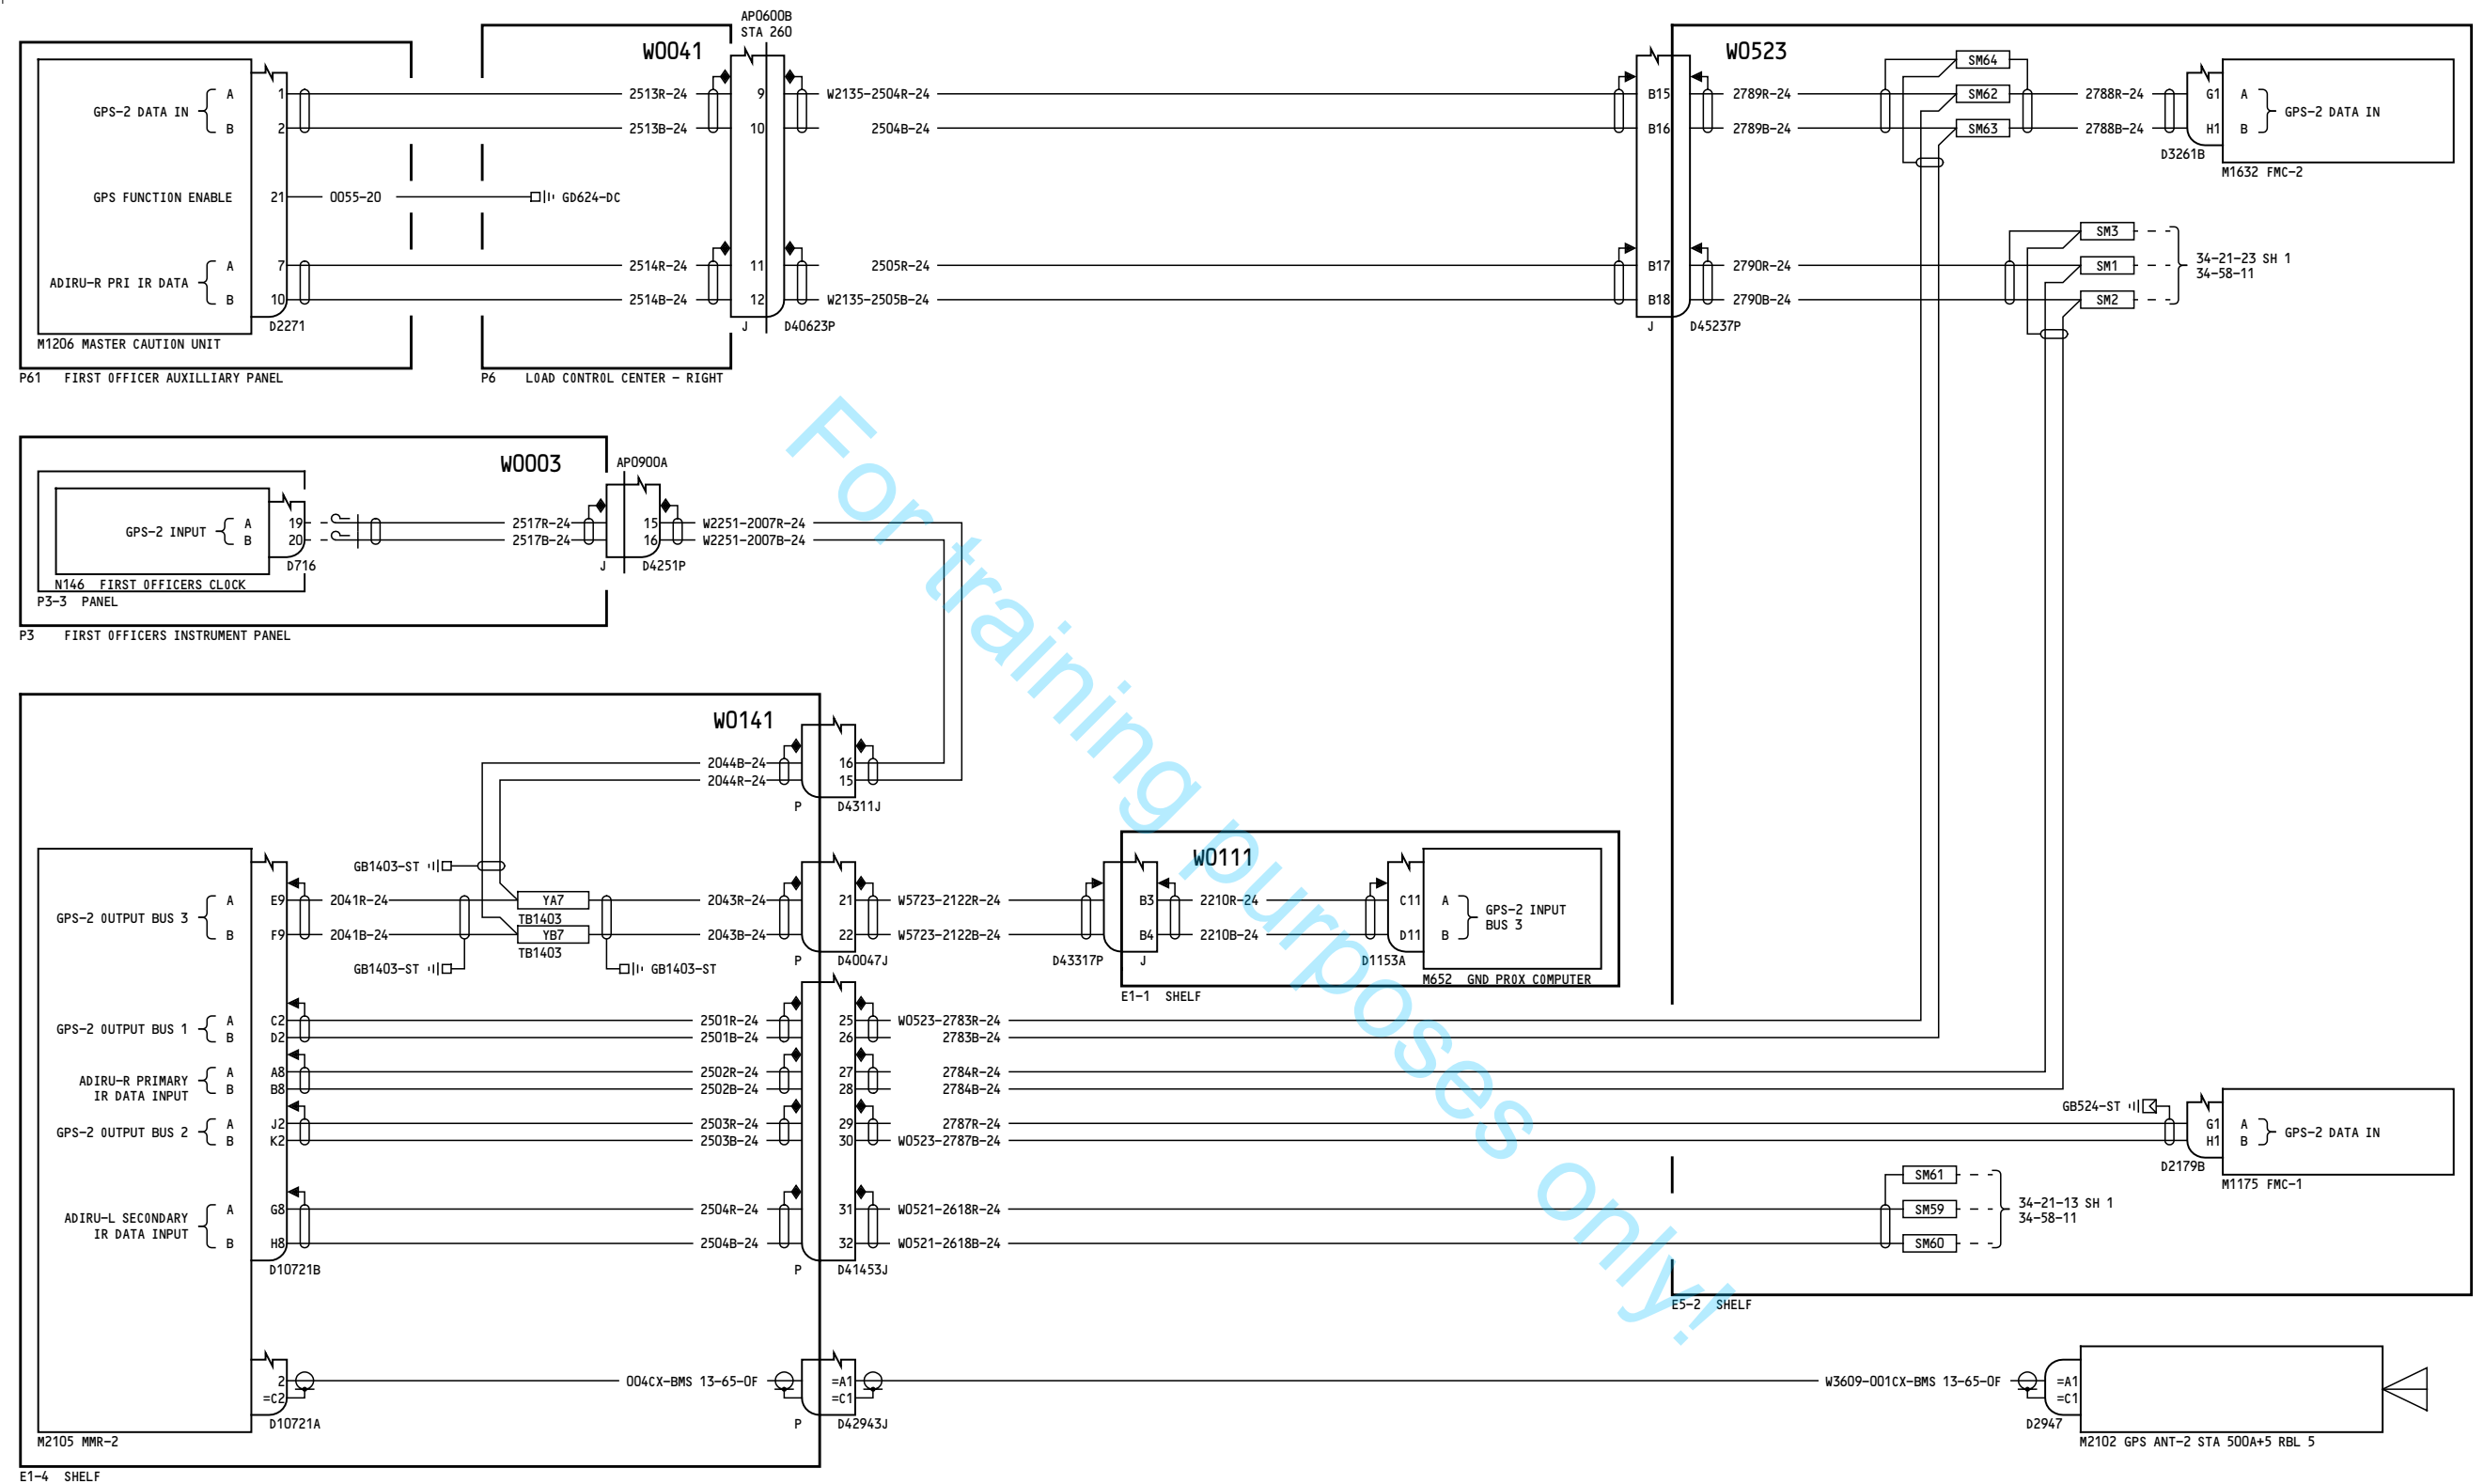 AP0600B
STA 260
W0041
W0523
GPS-2 DATA IN
A
B
1
2
2513R-24
2513B-24
9
10
W2135-2504R-24
2504B-24
B15
B16
2789R-24
2789B-24
SM64
SM62
SM63
2788R-24
2788B-24
G1
H1
A
B
GPS-2 DATA IN
D3261B
M1632 FMC-2
GPS FUNCTION ENABLE
21
0055-20
GD624-DC
ADIRU-R PRI IR DATA
A
B
7
10
2514R-24
2514B-24
11
12
2505R-24
W2135-2505B-24
B17
B18
2790R-24
2790B-24
SM3
SM1
SM2
34-21-23 SH 1
34-58-11
D2271
J
D40623P
J
D45237P
M1206 MASTER CAUTION UNIT
P61 FIRST OFFICER AUXILLIARY PANEL
P6 LOAD CONTROL CENTER - RIGHT
W0003
AP0900A
GPS-2 INPUT
A
B
19
20
2517R-24
2517B-24
15
16
W2251-2007R-24
W2251-2007B-24
D716
J
D4251P
N146 FIRST OFFICERS CLOCK
P3-3 PANEL
P3 FIRST OFFICERS INSTRUMENT PANEL
W0141
2044B-24
2044R-24
16
15
P
D4311J
GB1403-ST
GPS-2 OUTPUT BUS 3
A
B
E9
F9
2041R-24
2041B-24
YA7
TB1403
YB7
TB1403
2043R-24
2043B-24
21
22
W5723-2122R-24
W5723-2122B-24
W0111
B3
B4
2210R-24
2210B-24
C11
D11
A
B
GPS-2 INPUT
BUS 3
GB1403-ST
GB1403-ST
P
D40047J
D43317P
J
D1153A
M652 GND PROX COMPUTER
E1-1 SHELF
GPS-2 OUTPUT BUS 1
A
B
C2
D2
2501R-24
2501B-24
25
26
W0523-2783R-24
2783B-24
ADIRU-R PRIMARY
IR DATA INPUT
A
B
A8
B8
2502R-24
2502B-24
27
28
2784R-24
2784B-24
GPS-2 OUTPUT BUS 2
A
B
J2
K2
2503R-24
2503B-24
29
30
2787R-24
W0523-2787B-24
GB524-ST
G1
H1
A
B
GPS-2 DATA IN
D2179B
M1175 FMC-1
ADIRU-L SECONDARY
IR DATA INPUT
A
B
G8
H8
2504R-24
2504B-24
31
32
W0521-2618R-24
W0521-2618B-24
SM61
SM59
SM60
34-21-13 SH 1
34-58-11
D10721B
P
D41453J
E5-2 SHELF
2
=C2
004CX-BMS 13-65-0F
=A1
=C1
W3609-001CX-BMS 13-65-0F
=A1
=C1
D10721A
P
D42943J
D2947
M2105 MMR-2
M2102 GPS ANT-2 STA 500A+5 RBL 5
E1-4 SHELF
For training purposes only!